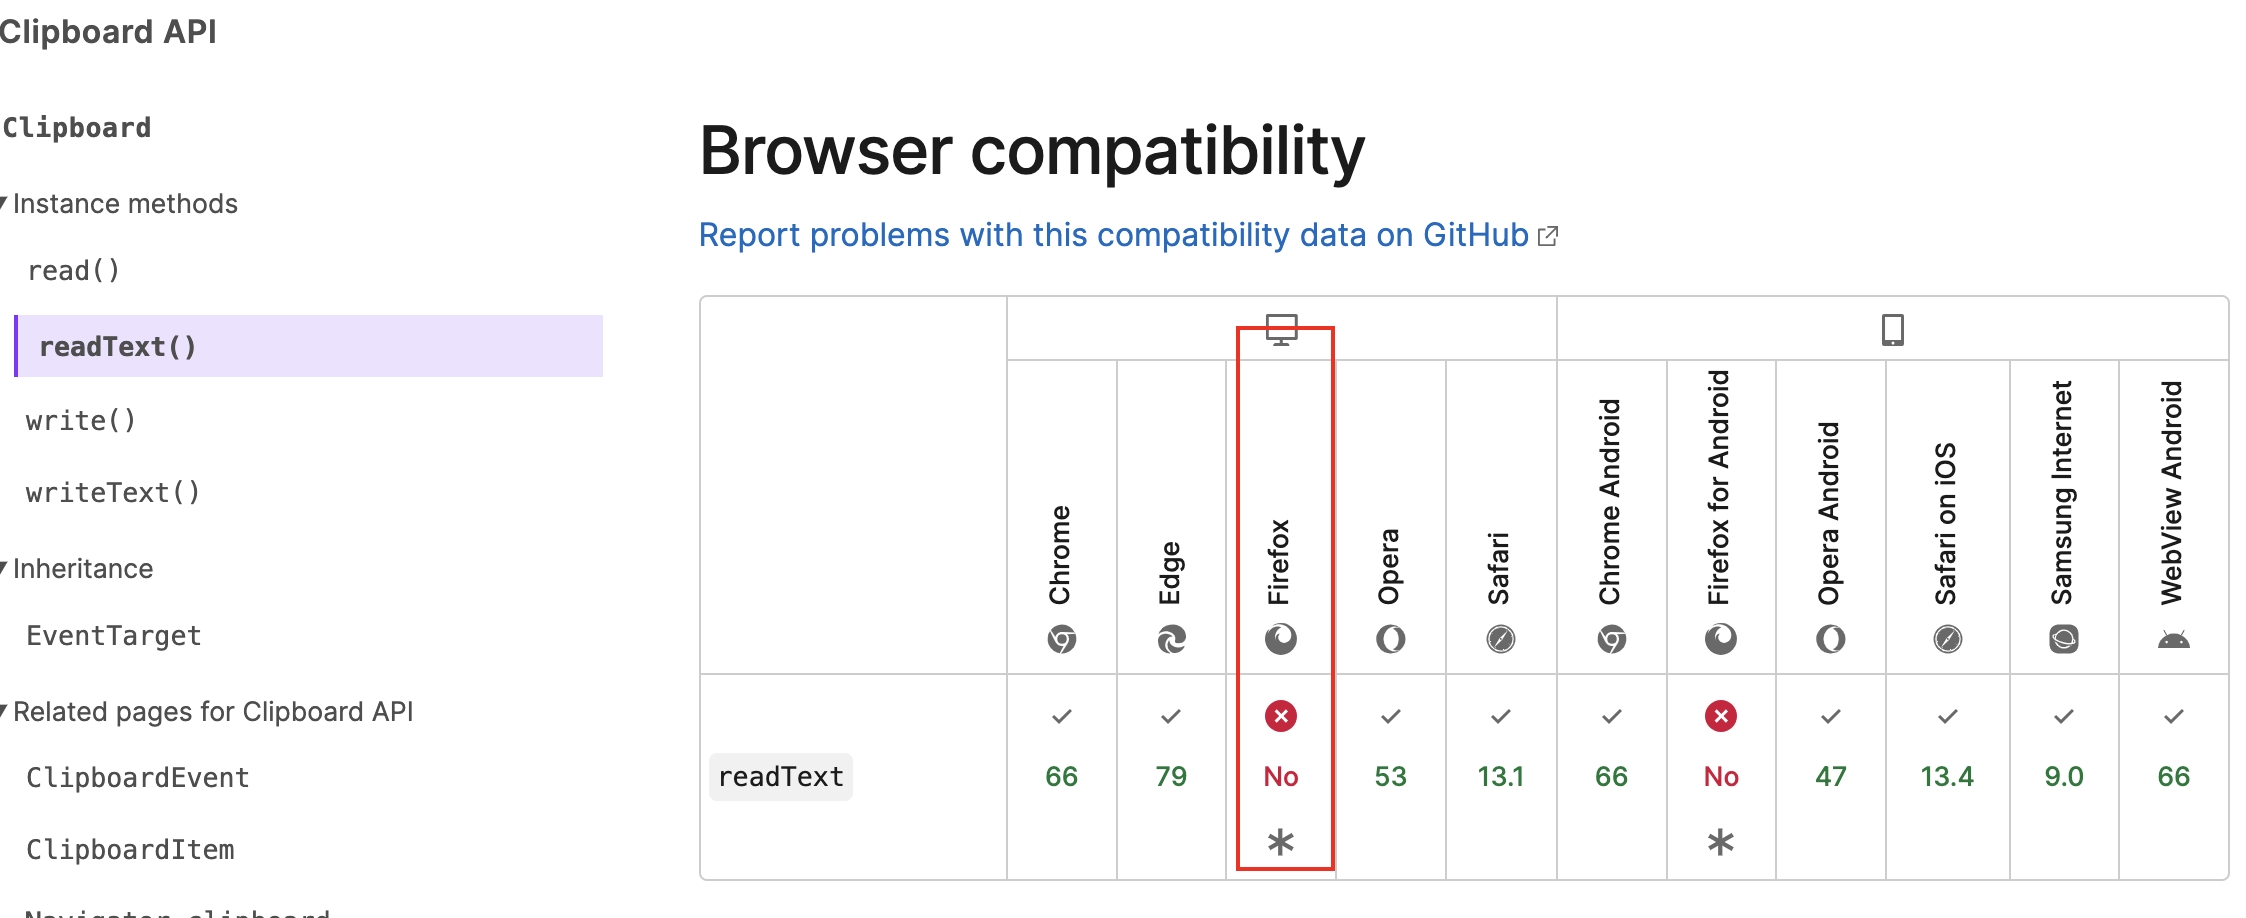 Clipboard API
Clipboard
Instance methods
read()
readText()
write()
writeText()
Inheritance
EventTarget
Related pages for Clipboard API
ClipboardEvent
ClipboardItem
Navigator.clipboard
Browser compatibility
Report problems with this compatibility data on GitHub
Chrome
Edge
Firefox
Opera
Safari
Chrome Android
Firefox for Android
Opera Android
Safari on iOS
Samsung Internet
WebView Android
readText 66 79 No 53 13.1 66 No 47 13.4 9.0 66
* *